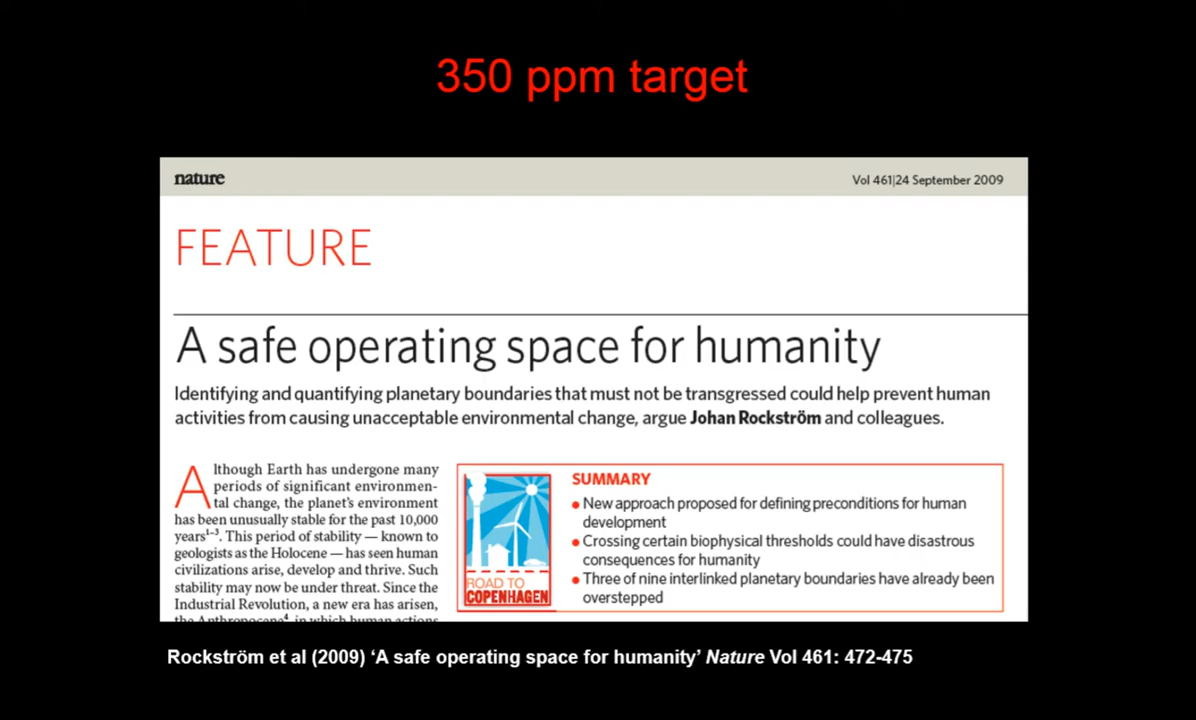 350 ppm target
nature
Vol 461|24 September 2009
FEATURE
A safe operating space for humanity
Identifying and quantifying planetary boundaries that must not be transgressed could help prevent human
activities from causing unacceptable environmental change, argue Johan Rockström and colleagues.
Although Earth has undergone many
periods of significant environmen-
tal change, the planet's environment
has been unusually stable for the past 10,000
years1–3. This period of stability — known to
geologists as the Holocene — has seen human
civilizations arise, develop and thrive. Such
stability may now be under threat. Since the
Industrial Revolution, a new era has arisen,
the Anthropocene4, in which human actions
ROAD TO
COPENHAGEN
SUMMARY
● New approach proposed for defining preconditions for human
development
● Crossing certain biophysical thresholds could have disastrous
consequences for humanity
● Three of nine interlinked planetary boundaries have already been
overstepped
Rockström et al (2009) ‘A safe operating space for humanity’ Nature Vol 461: 472-475